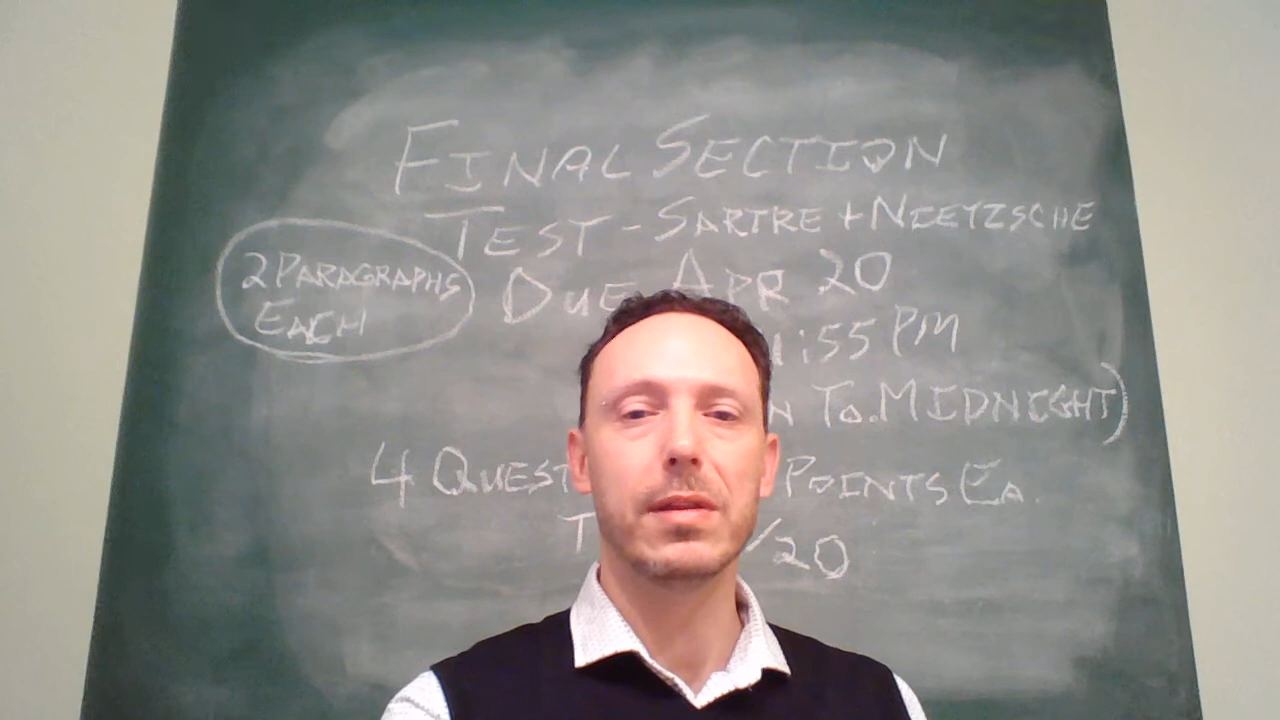 FINAL SECTION
TEST - SARTRE + NIETZSCHE
2 PARAGRAPHS
EACH
DUE APR 20
:55 PM
TO MIDNIGHT)
4 QUEST
POINTS EA.
/20